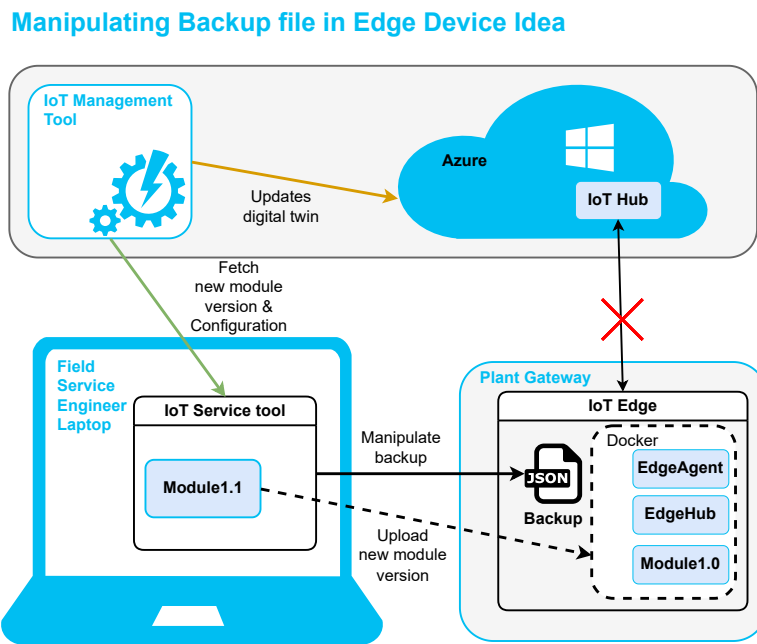 Manipulating Backup file in Edge Device Idea
IoT Management
Tool
Updates
digital twin
Azure
IoT Hub
Fetch
new module
version &
Configuration
Field
Service
Engineer
Laptop
IoT Service tool
Module1.1
Manipulate
backup
Upload
new module
version
Plant Gateway
IoT Edge
JSON
Backup
Docker
EdgeAgent
EdgeHub
Module1.0